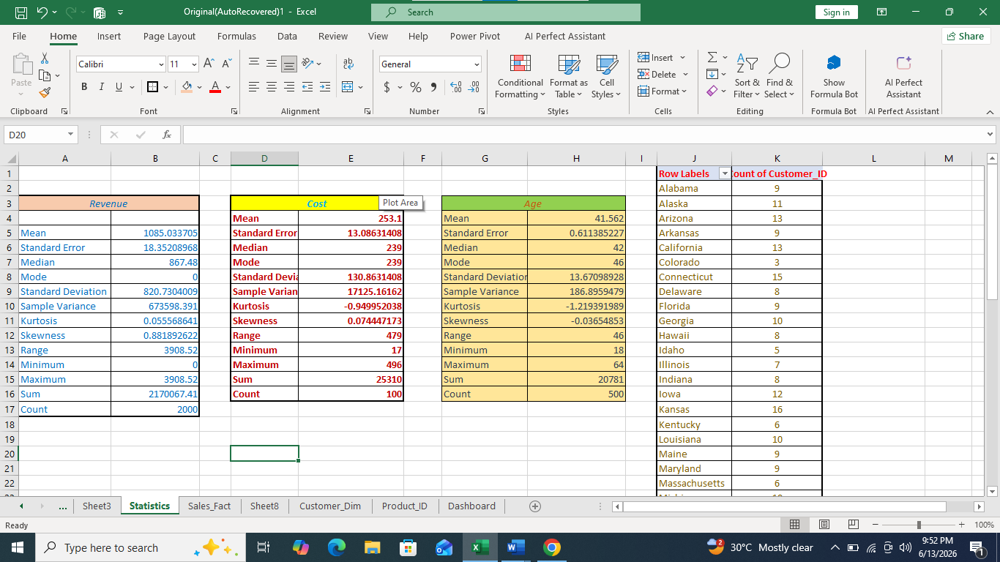 Original(AutoRecovered)1 - Excel
Search
Sign in
File Home Insert Page Layout Formulas Data Review View Help Power Pivot AI Perfect Assistant Share
Paste
Clipboard
Calibri 11
B I U
Font
ab
Alignment
General
$ % 9
Number
Conditional Formatting
Format as Table
Cell Styles
Styles
Insert
Delete
Format
Cells
Sort & Filter
Find & Select
Editing
Show Formula Bot
Formula Bot
AI Perfect Assistant
AI Perfect Assistant
D20 fx
A B C D E F G H I J K L M
1 Row Labels Count of Customer_ID
2 Alabama 9
3 Revenue Cost Plot Area Age Alaska 11
4 Mean 253.1 Mean 41.562 Arizona 13
5 Mean 1085.033705 Standard Error 13.08631408 Standard Error 0.611385227 Arkansas 9
6 Standard Error 18.35208968 Median 239 Median 42 California 13
7 Median 867.48 Mode 239 Mode 46 Colorado 3
8 Mode 0 Standard Devia 130.8631408 Standard Deviation 13.67098928 Connecticut 15
9 Standard Deviation 820.7304009 Sample Varian 17125.16162 Sample Variance 186.8959479 Delaware 8
10 Sample Variance 673598.391 Kurtosis -0.949952038 Kurtosis -1.219391989 Florida 9
11 Kurtosis 0.055568641 Skewness 0.074447173 Skewness -0.03654853 Georgia 10
12 Skewness 0.881892622 Range 479 Range 46 Hawaii 8
13 Range 3908.52 Minimum 17 Minimum 18 Idaho 5
14 Minimum 0 Maximum 496 Maximum 64 Illinois 7
15 Maximum 3908.52 Sum 25310 Sum 20781 Indiana 8
16 Sum 2170067.41 Count 100 Count 500 Iowa 12
17 Count 2000 Kansas 16
18 Kentucky 6
19 Louisiana 10
20 Maine 9
21 Maryland 9
22 Massachusetts 6
... Sheet3 Statistics Sales_Fact Sheet8 Customer_Dim Product_ID Dashboard
Ready 100%
Type here to search
2 30°C Mostly clear 9:52 PM
6/13/2026 1